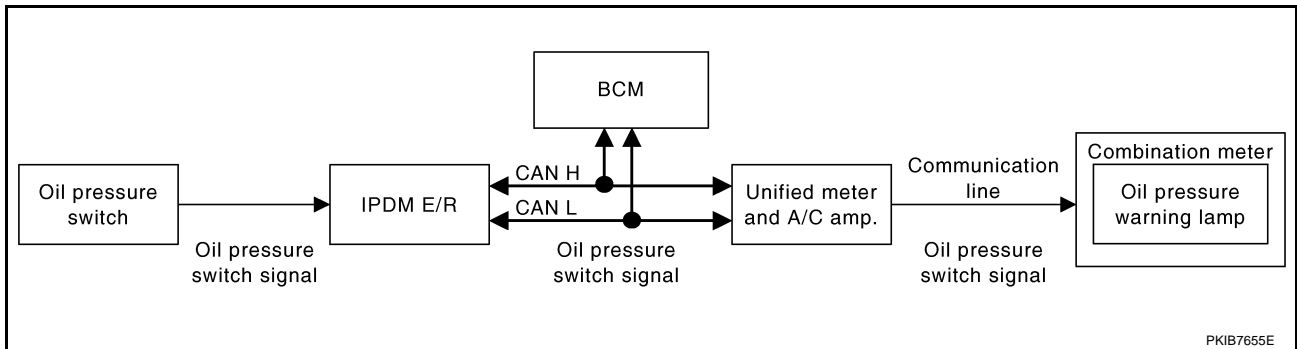 BCM
Oil pressure
switch
Oil pressure
switch signal
IPDM E/R
CAN H
CAN L
Oil pressure
switch signal
Unified meter
and A/C amp.
Communication
line
Oil pressure
switch signal
Combination meter
Oil pressure
warning lamp
PKIB7655E